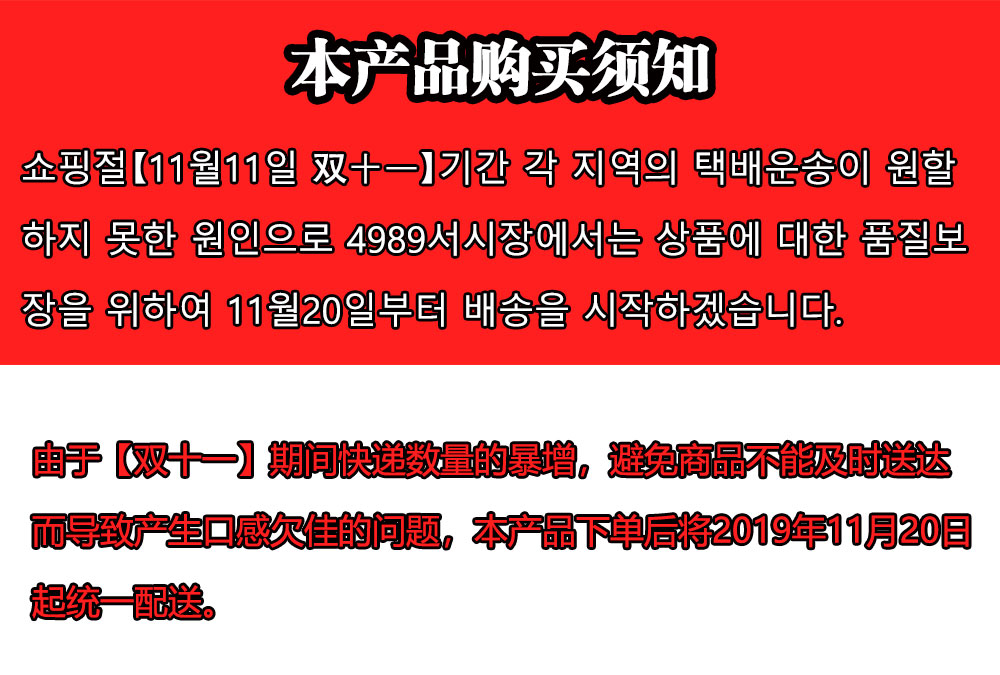 本产品购买须知
쇼핑절【11월11일 双十一】기간 각 지역의 택배운송이 원할
하지 못한 원인으로 4989서시장에서는 상품에 대한 품질보
장을 위하여 11월20일부터 배송을 시작하겠습니다.
由于【双十一】期间快递数量的暴增，避免商品不能及时送达
而导致产生口感欠佳的问题，本产品下单后将2019年11月20日
起统一配送。